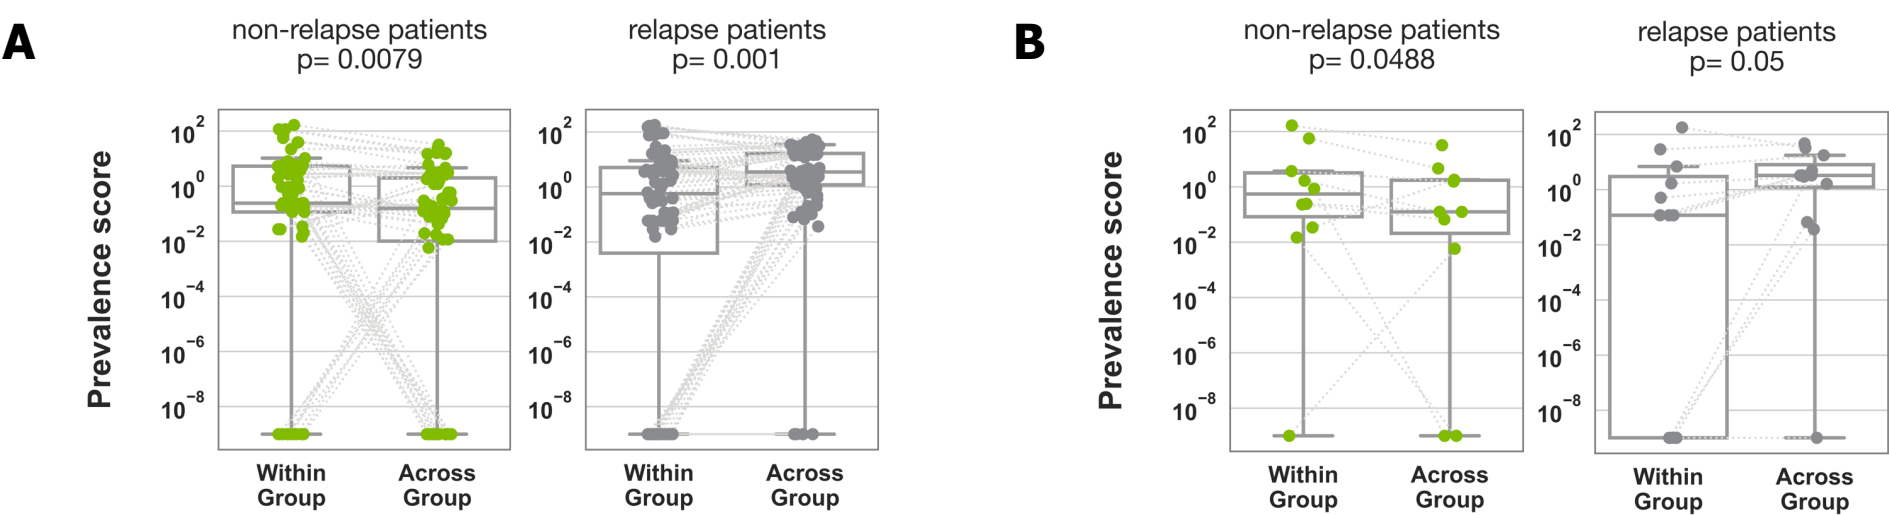 A
non-relapse patients
p= 0.0079
relapse patients
p= 0.001
Prevalence score
10^2
10^0
10^−2
10^−4
10^−6
10^−8
10^2
10^0
10^−2
10^−4
10^−6
10^−8
Within
Group
Across
Group
Within
Group
Across
Group
B
non-relapse patients
p= 0.0488
relapse patients
p= 0.05
Prevalence score
10^2
10^0
10^−2
10^−4
10^−6
10^−8
10^2
10^0
10^−2
10^−4
10^−6
10^−8
Within
Group
Across
Group
Within
Group
Across
Group